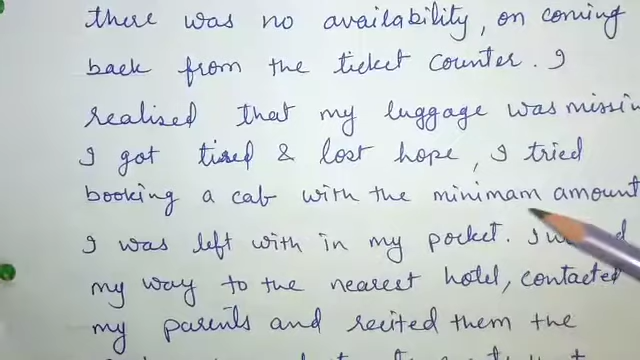 there was no availability, on coming
back from the ticket counter. I
realised that my luggage was missin
I got tired & lost hope, I tried
booking a cab with the minimam amount
I was left with in my pocket. I
my way to the nearest hotel, contacted
my parents and recited them the